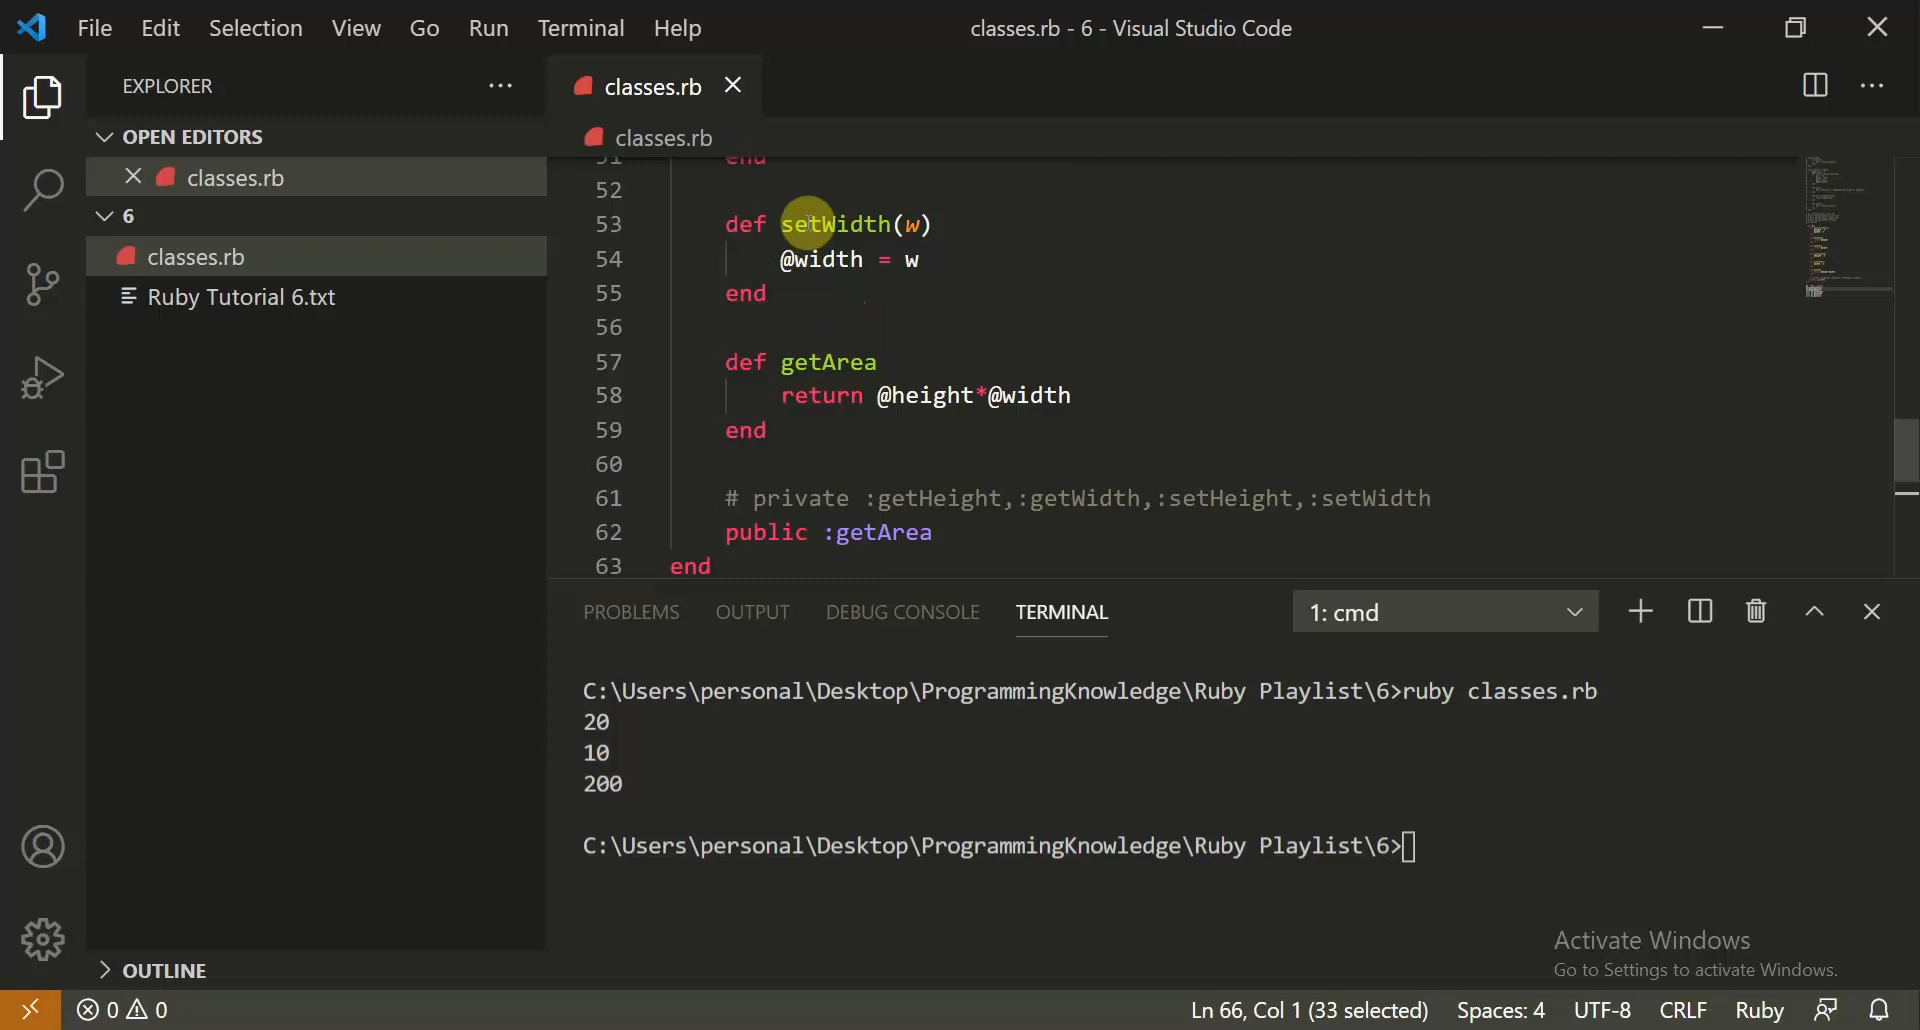 File Edit Selection View Go Run Terminal Help
classes.rb - 6 - Visual Studio Code
EXPLORER
OPEN EDITORS
classes.rb
6
classes.rb
Ruby Tutorial 6.txt
OUTLINE
classes.rb
classes.rb
51 end
52
53 def setWidth(w)
54 @width = w
55 end
56
57 def getArea
58 return @height*@width
59 end
60
61 # private :getHeight,:getWidth,:setHeight,:setWidth
62 public :getArea
63 end
PROBLEMS OUTPUT DEBUG CONSOLE TERMINAL
1: cmd
C:\Users\personal\Desktop\ProgrammingKnowledge\Ruby Playlist\6>ruby classes.rb
20
10
200
C:\Users\personal\Desktop\ProgrammingKnowledge\Ruby Playlist\6>
Activate Windows
Go to Settings to activate Windows.
0 0
Ln 66, Col 1 (33 selected) Spaces: 4 UTF-8 CRLF Ruby